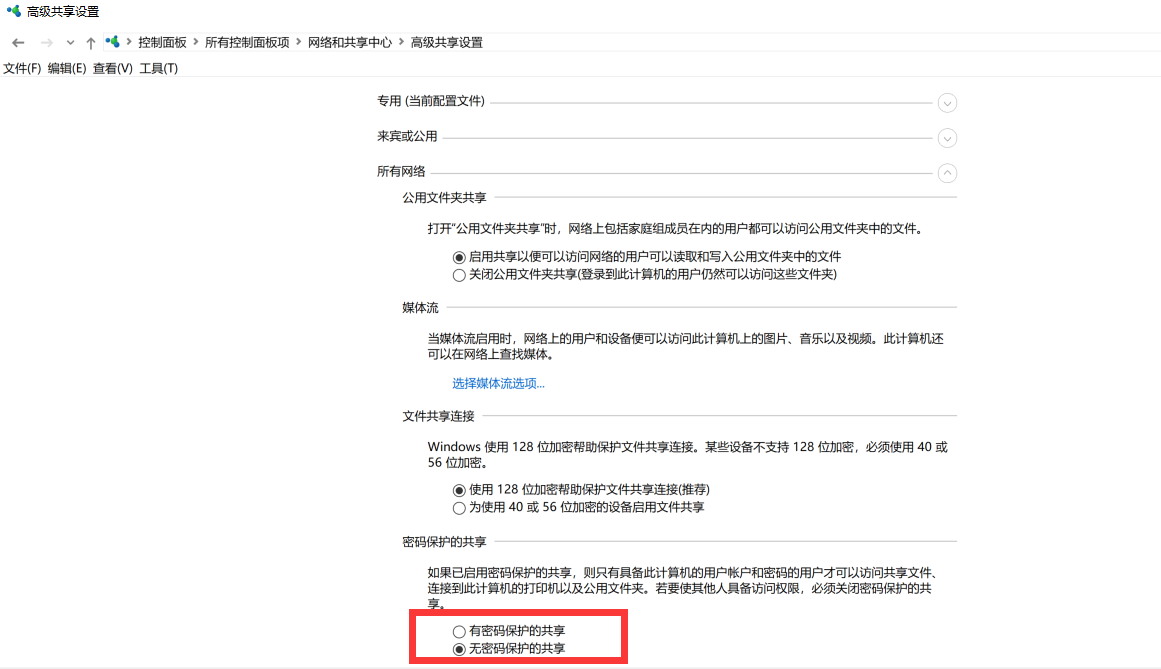 高级共享设置
控制面板 > 所有控制面板项 > 网络和共享中心 > 高级共享设置
文件(F) 编辑(E) 查看(V) 工具(T)
专用 (当前配置文件)
来宾或公用
所有网络
公用文件夹共享
打开"公用文件夹共享"时，网络上包括家庭组成员在内的用户都可以访问公用文件夹中的文件。
启用共享以便可以访问网络的用户可以读取和写入公用文件夹中的文件
关闭公用文件夹共享(登录到此计算机的用户仍然可以访问这些文件夹)
媒体流
当媒体流启用时，网络上的用户和设备便可以访问此计算机上的图片、音乐以及视频。此计算机还
可以在网络上查找媒体。
选择媒体流选项...
文件共享连接
Windows 使用 128 位加密帮助保护文件共享连接。某些设备不支持 128 位加密，必须使用 40 或
56 位加密。
使用 128 位加密帮助保护文件共享连接(推荐)
为使用 40 或 56 位加密的设备启用文件共享
密码保护的共享
如果已启用密码保护的共享，则只有具备此计算机的用户帐户和密码的用户才可以访问共享文件、
连接到此计算机的打印机以及公用文件夹。若要使其他人具备访问权限，必须关闭密码保护的共
享。
有密码保护的共享
无密码保护的共享